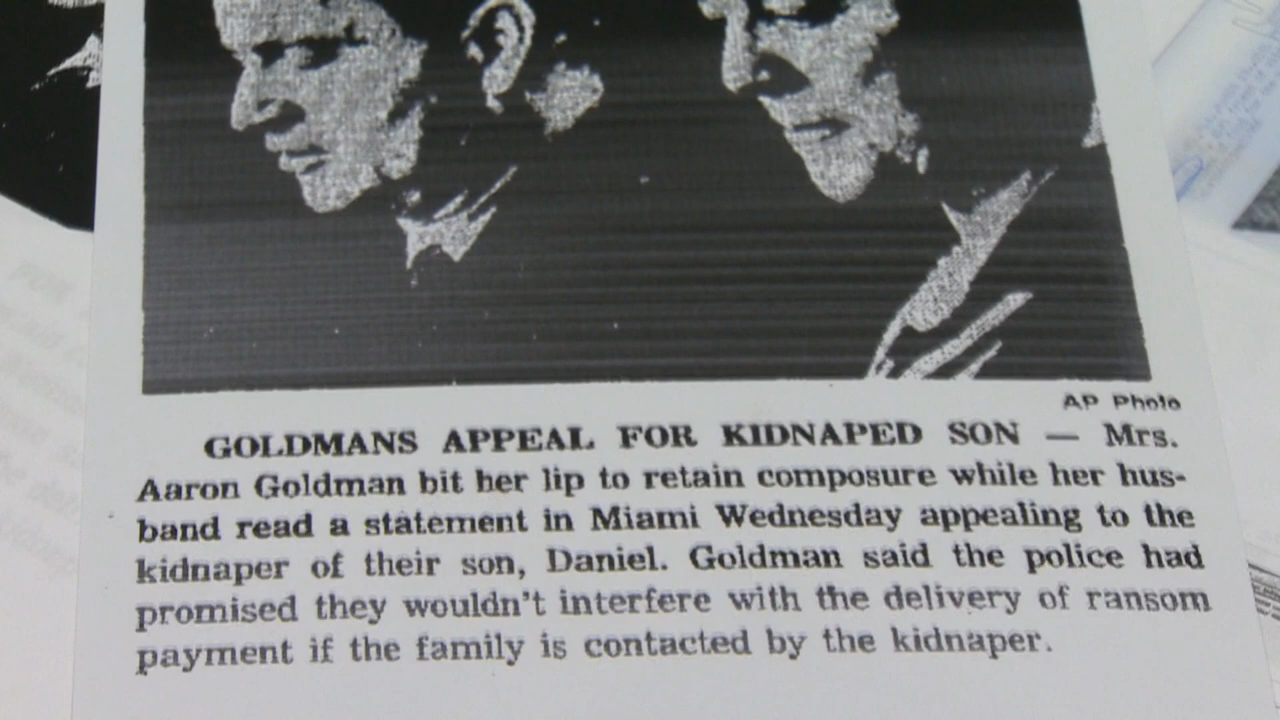 AP Photo
GOLDMANS APPEAL FOR KIDNAPED SON — Mrs.
Aaron Goldman bit her lip to retain composure while her hus-
band read a statement in Miami Wednesday appealing to the
kidnaper of their son, Daniel. Goldman said the police had
promised they wouldn't interfere with the delivery of ransom
payment if the family is contacted by the kidnaper.